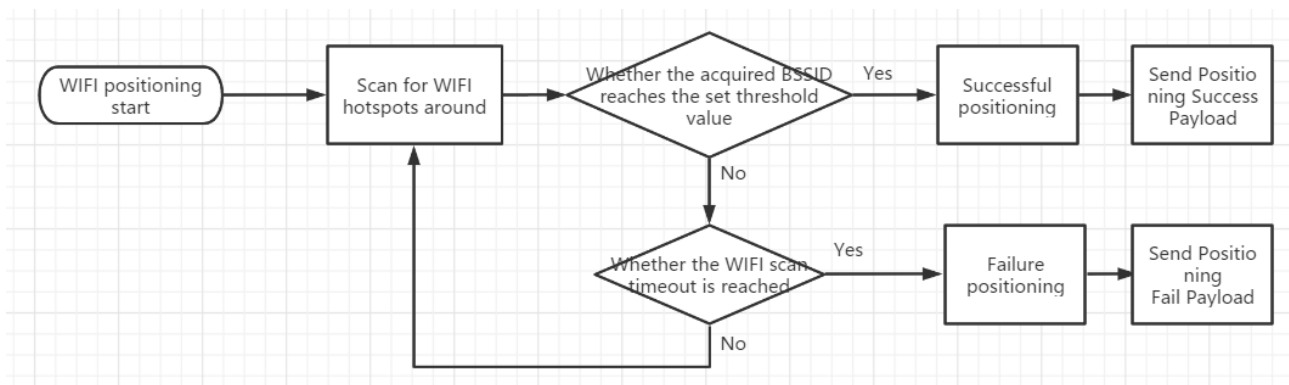 WIFI positioning
start
Scan for WIFI
hotspots around
Whether the acquired BSSID
reaches the set threshold
value
Yes
Successful
positioning
Send Positio
ning Success
Payload
No
Whether the WIFI scan
timeout is reached
Yes
Failure
positioning
Send Positio
ning
Fail Payload
No